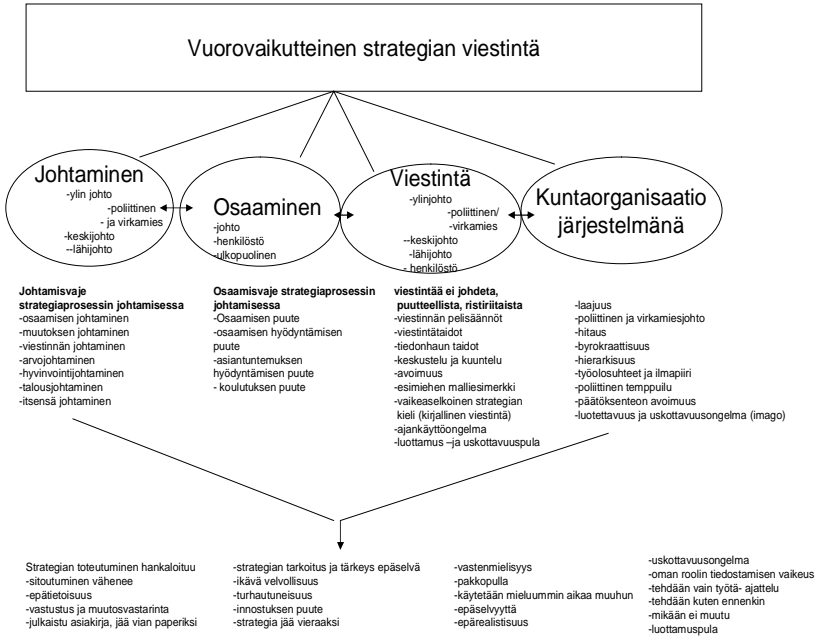 Vuorovaikutteinen strategian viestintä
Johtaminen
-ylin johto
-poliittinen
- ja virkamies
-keskijohto
--lähijohto
Osaaminen
-johto
-henkilöstö
-ulkopuolinen
Viestintä
-ylinjohto
-poliittinen/
-virkamies
--keskijohto
-lähijohto
- henkilöstö
Kuntaorganisaatio
järjestelmänä
Johtamisvaje
strategiaprosessin johtamisessa
-osaamisen johtaminen
-muutoksen johtaminen
-viestinnän johtaminen
-arvojohtaminen
-hyvinvointijohtaminen
-talousjohtaminen
-itsensä johtaminen
Osaamisvaje strategiaprosessin
johtamisessa
-Osaamisen puute
-osaamisen hyödyntämisen
puute
-asiantuntemuksen
hyödyntämisen puute
- koulutuksen puute
viestintää ei johdeta,
puutteellista, ristiriitaista
-viestinnän pelisäännöt
-viestintätaidot
-tiedonhaun taidot
-keskustelu ja kuuntelu
-avoimuus
-esimiehen malliesimerkki
-vaikeaselkoinen strategian
kieli (kirjallinen viestintä)
-ajankäyttöongelma
-luottamus –ja uskottavuuspula
-laajuus
-poliittinen ja virkamiesjohto
-hitaus
-byrokraattisuus
-hierarkisuus
-työolosuhteet ja ilmapiiri
-poliittinen temppuilu
-päätöksenteon avoimuus
-luotettavuus ja uskottavuusongelma (imago)
Strategian toteutuminen hankaloituu
-sitoutuminen vähenee
-epätietoisuus
-vastustus ja muutosvastarinta
-julkaistu asiakirja, jää vian paperiksi
-strategian tarkoitus ja tärkeys epäselvä
-ikävä velvollisuus
-turhautuneisuus
-innostuksen puute
-strategia jää vieraaksi
-vastenmielisyys
-pakkopulla
-käytetään mieluummin aikaa muuhun
-epäselvyyttä
-epärealistisuus
-uskottavuusongelma
-oman roolin tiedostamisen vaikeus
-tehdään vain työtä- ajattelu
-tehdään kuten ennenkin
-mikään ei muutu
-luottamuspula